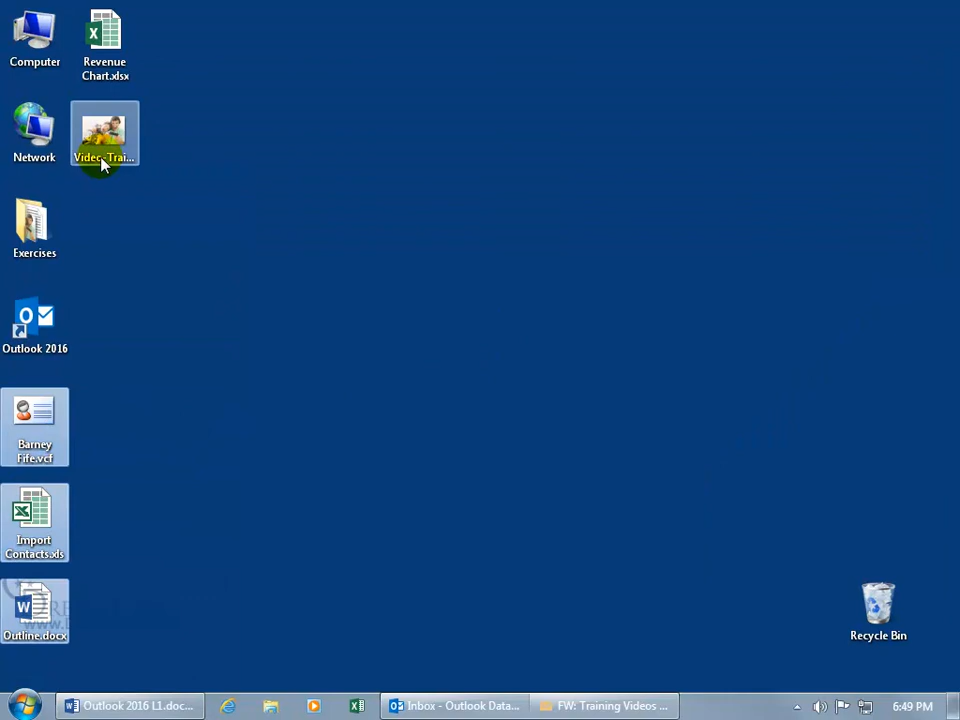 Computer
Revenue
Chart.xlsx
Network
Video-Trai...
Exercises
Outlook 2016
Barney
Fife.vcf
Import
Contacts.xls
Outline.docx
Recycle Bin
Outlook 2016 L1.doc...
Inbox - Outlook Data...
FW: Training Videos ...
6:49 PM